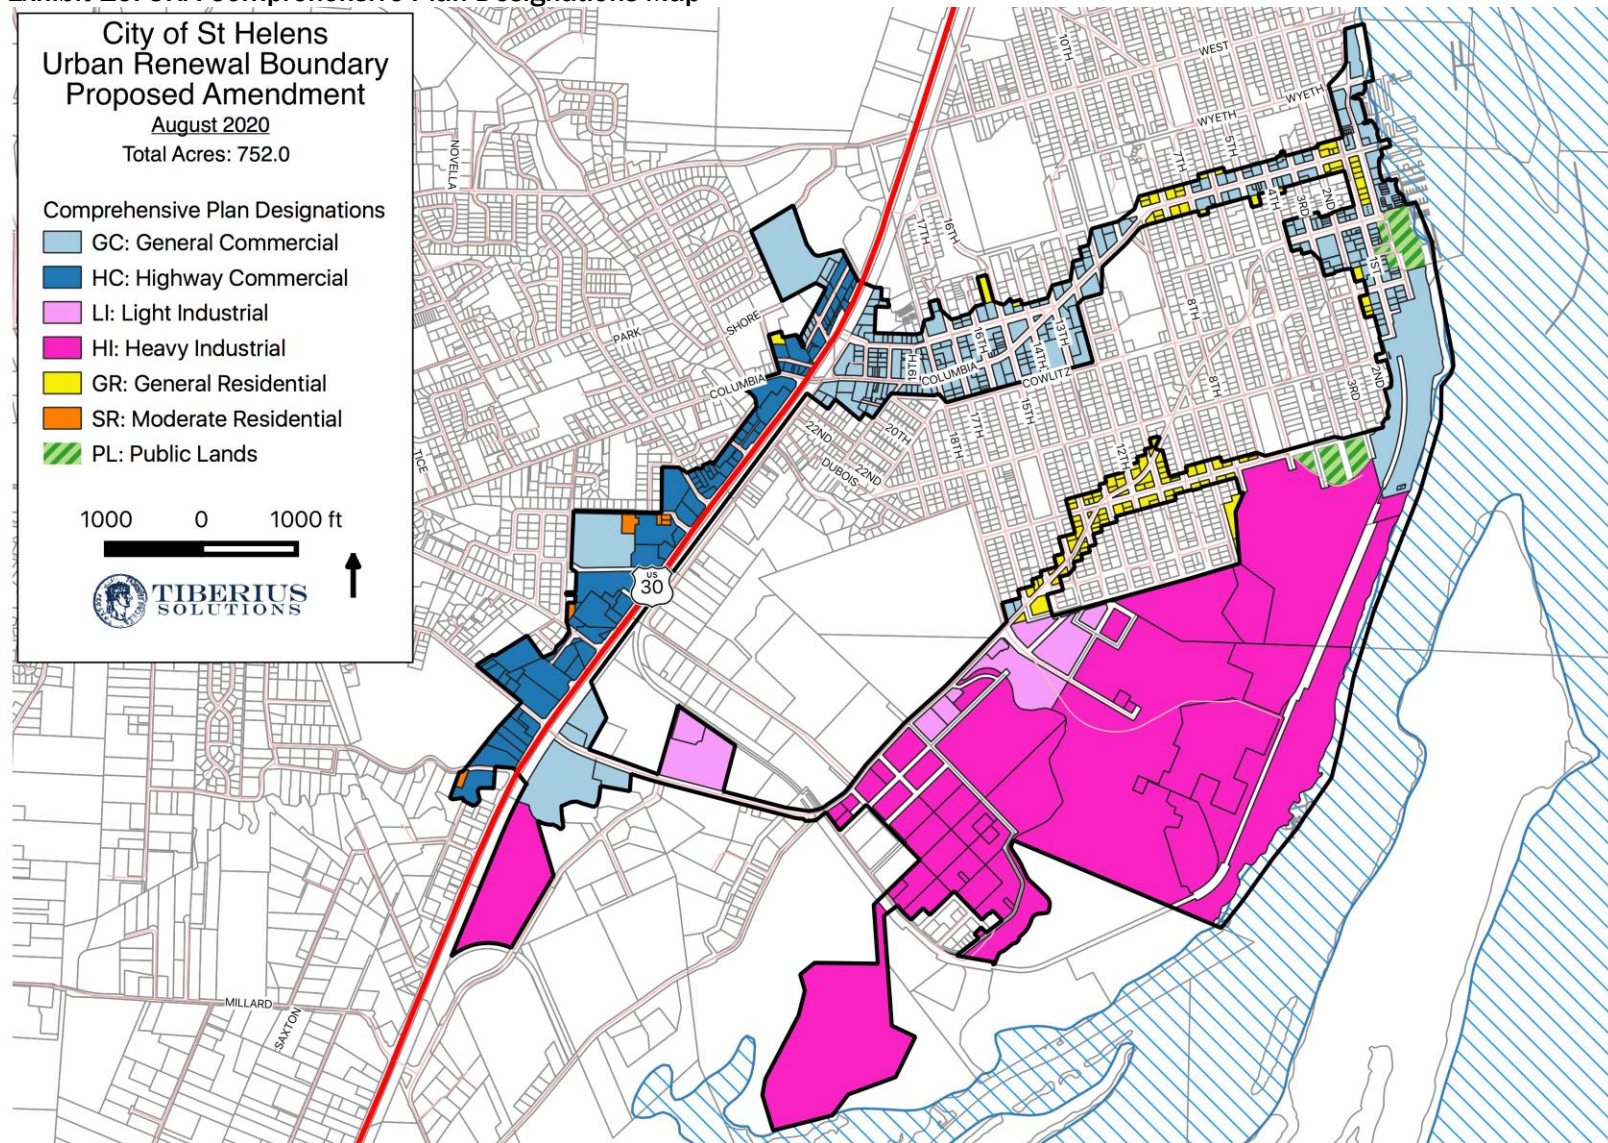 City of St Helens
Urban Renewal Boundary
Proposed Amendment
August 2020
Total Acres: 752.0
Comprehensive Plan Designations
GC: General Commercial
HC: Highway Commercial
LI: Light Industrial
HI: Heavy Industrial
GR: General Residential
SR: Moderate Residential
PL: Public Lands
1000 0 1000 ft
TIBERIUS
SOLUTIONS
10TH
WEST
WYETH
WYETH
NOVELLA
7TH
5TH
4TH
3RD
2ND
17TH
16TH
1ST
8TH
SHORE
PARK
16TH
14TH
13TH
19TH
COLUMBIA
COLUMBIA
COWLITZ
8TH
2ND
3RD
22ND
20TH
17TH
15TH
18TH
DUBOIS
22ND
12TH
TICE
US
30
MILLARD
SAXTON